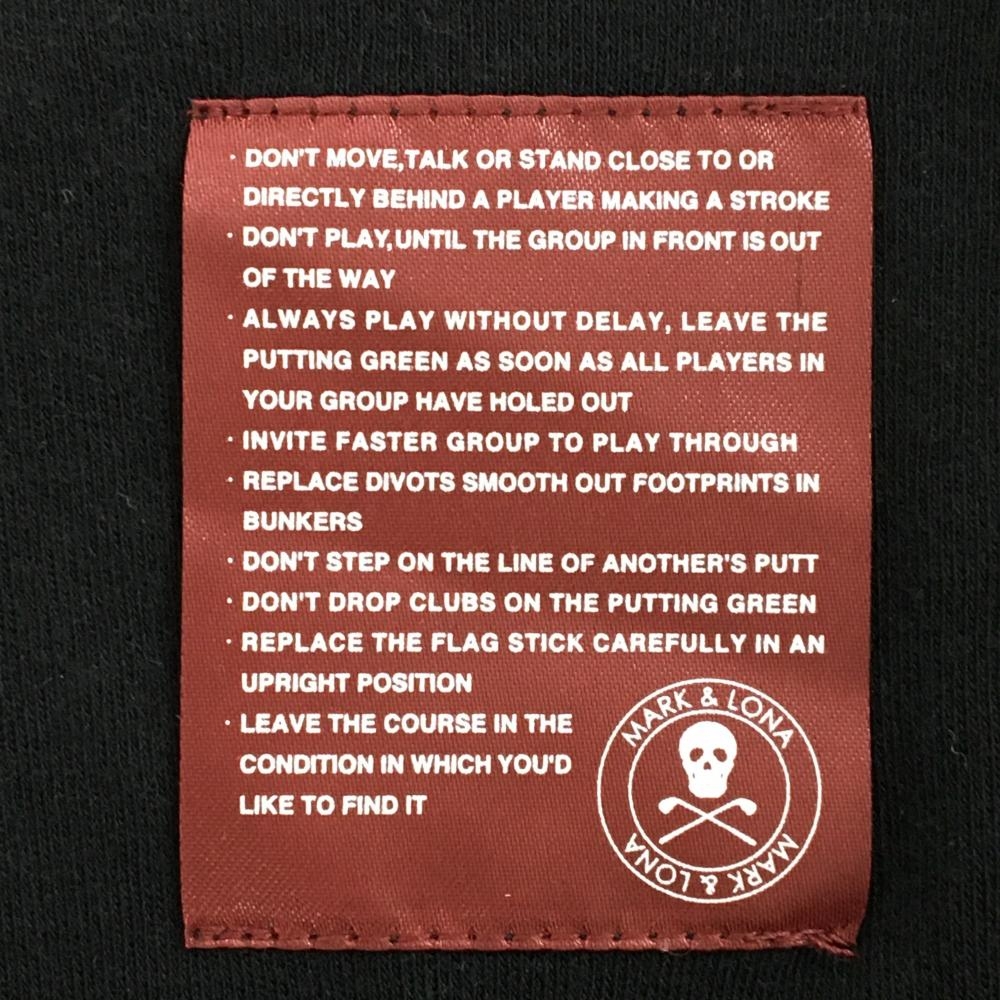 · DON'T MOVE,TALK OR STAND CLOSE TO OR
DIRECTLY BEHIND A PLAYER MAKING A STROKE
· DON'T PLAY,UNTIL THE GROUP IN FRONT IS OUT
OF THE WAY
· ALWAYS PLAY WITHOUT DELAY, LEAVE THE
PUTTING GREEN AS SOON AS ALL PLAYERS IN
YOUR GROUP HAVE HOLED OUT
· INVITE FASTER GROUP TO PLAY THROUGH
· REPLACE DIVOTS SMOOTH OUT FOOTPRINTS IN
BUNKERS
· DON'T STEP ON THE LINE OF ANOTHER'S PUTT
· DON'T DROP CLUBS ON THE PUTTING GREEN
· REPLACE THE FLAG STICK CAREFULLY IN AN
UPRIGHT POSITION
· LEAVE THE COURSE IN THE
CONDITION IN WHICH YOU'D
LIKE TO FIND IT
MARK & LONA
MARK & LONA